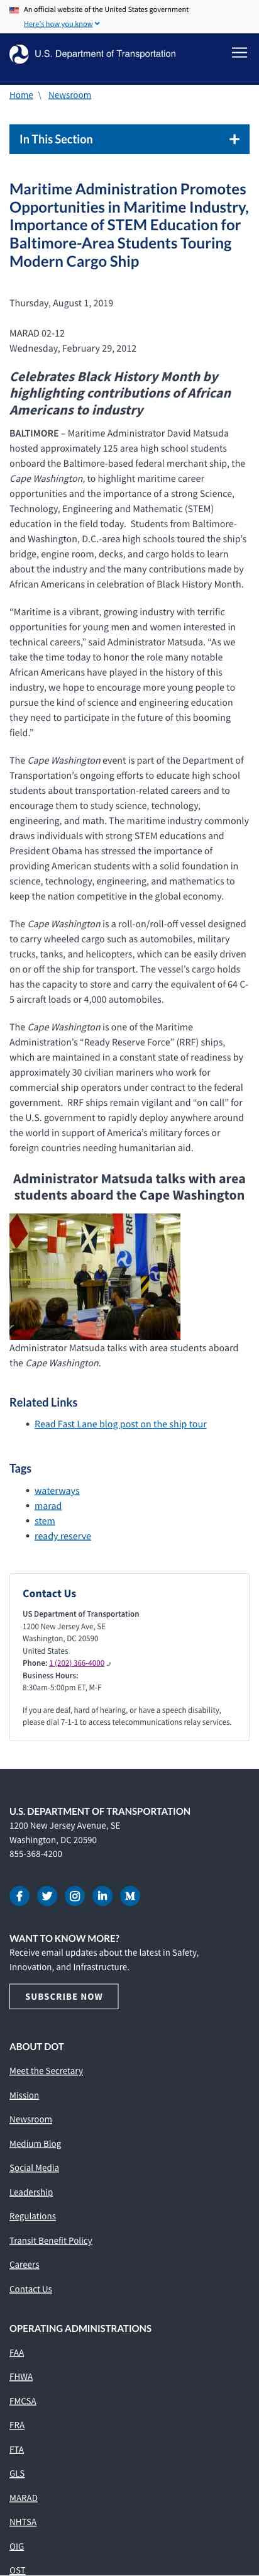 An official website of the United States government
Here's how you know
U.S. Department of Transportation
Home \ Newsroom
In This Section
Maritime Administration Promotes
Opportunities in Maritime Industry,
Importance of STEM Education for
Baltimore-Area Students Touring
Modern Cargo Ship
Thursday, August 1, 2019
MARAD 02-12
Wednesday, February 29, 2012
Celebrates Black History Month by
highlighting contributions of African
Americans to industry
BALTIMORE – Maritime Administrator David Matsuda
hosted approximately 125 area high school students
onboard the Baltimore-based federal merchant ship, the
Cape Washington, to highlight maritime career
opportunities and the importance of a strong Science,
Technology, Engineering and Mathematic (STEM)
education in the field today.  Students from Baltimore-
and Washington, D.C.-area high schools toured the ship's
bridge, engine room, decks, and cargo holds to learn
about the industry and the many contributions made by
African Americans in celebration of Black History Month.
“Maritime is a vibrant, growing industry with terrific
opportunities for young men and women interested in
technical careers,” said Administrator Matsuda. “As we
take the time today to honor the role many notable
African Americans have played in the history of this
industry, we hope to encourage more young people to
pursue the kind of science and engineering education
they need to participate in the future of this booming
field.”
The Cape Washington event is part of the Department of
Transportation’s ongoing efforts to educate high school
students about transportation-related careers and to
encourage them to study science, technology,
engineering, and math. The maritime industry commonly
draws individuals with strong STEM educations and
President Obama has stressed the importance of
providing American students with a solid foundation in
science, technology, engineering, and mathematics to
keep the nation competitive in the global economy.
The Cape Washington is a roll-on/roll-off vessel designed
to carry wheeled cargo such as automobiles, military
trucks, tanks, and helicopters, which can be easily driven
on or off the ship for transport. The vessel’s cargo holds
has the capacity to store and carry the equivalent of 64 C-
5 aircraft loads or 4,000 automobiles.
The Cape Washington is one of the Maritime
Administration’s “Ready Reserve Force” (RRF) ships,
which are maintained in a constant state of readiness by
approximately 30 civilian mariners who work for
commercial ship operators under contract to the federal
government.  RRF ships remain vigilant and “on call” for
the U.S. government to rapidly deploy anywhere around
the world in support of America’s military forces or
foreign countries needing humanitarian aid.
Administrator Matsuda talks with area
students aboard the Cape Washington
RRF
Administrator Matsuda talks with area students aboard
the Cape Washington.
Related Links
Read Fast Lane blog post on the ship tour
Tags
waterways
marad
stem
ready reserve
Contact Us
US Department of Transportation
1200 New Jersey Ave, SE
Washington, DC 20590
United States
Phone: 1 (202) 366-4000
Business Hours:
8:30am-5:00pm ET, M-F
If you are deaf, hard of hearing, or have a speech disability,
please dial 7-1-1 to access telecommunications relay services.
U.S. DEPARTMENT OF TRANSPORTATION
1200 New Jersey Avenue, SE
Washington, DC 20590
855-368-4200
WANT TO KNOW MORE?
Receive email updates about the latest in Safety,
Innovation, and Infrastructure.
SUBSCRIBE NOW
ABOUT DOT
Meet the Secretary
Mission
Newsroom
Medium Blog
Social Media
Leadership
Regulations
Transit Benefit Policy
Careers
Contact Us
OPERATING ADMINISTRATIONS
FAA
FHWA
FMCSA
FRA
FTA
GLS
MARAD
NHTSA
OIG
OST